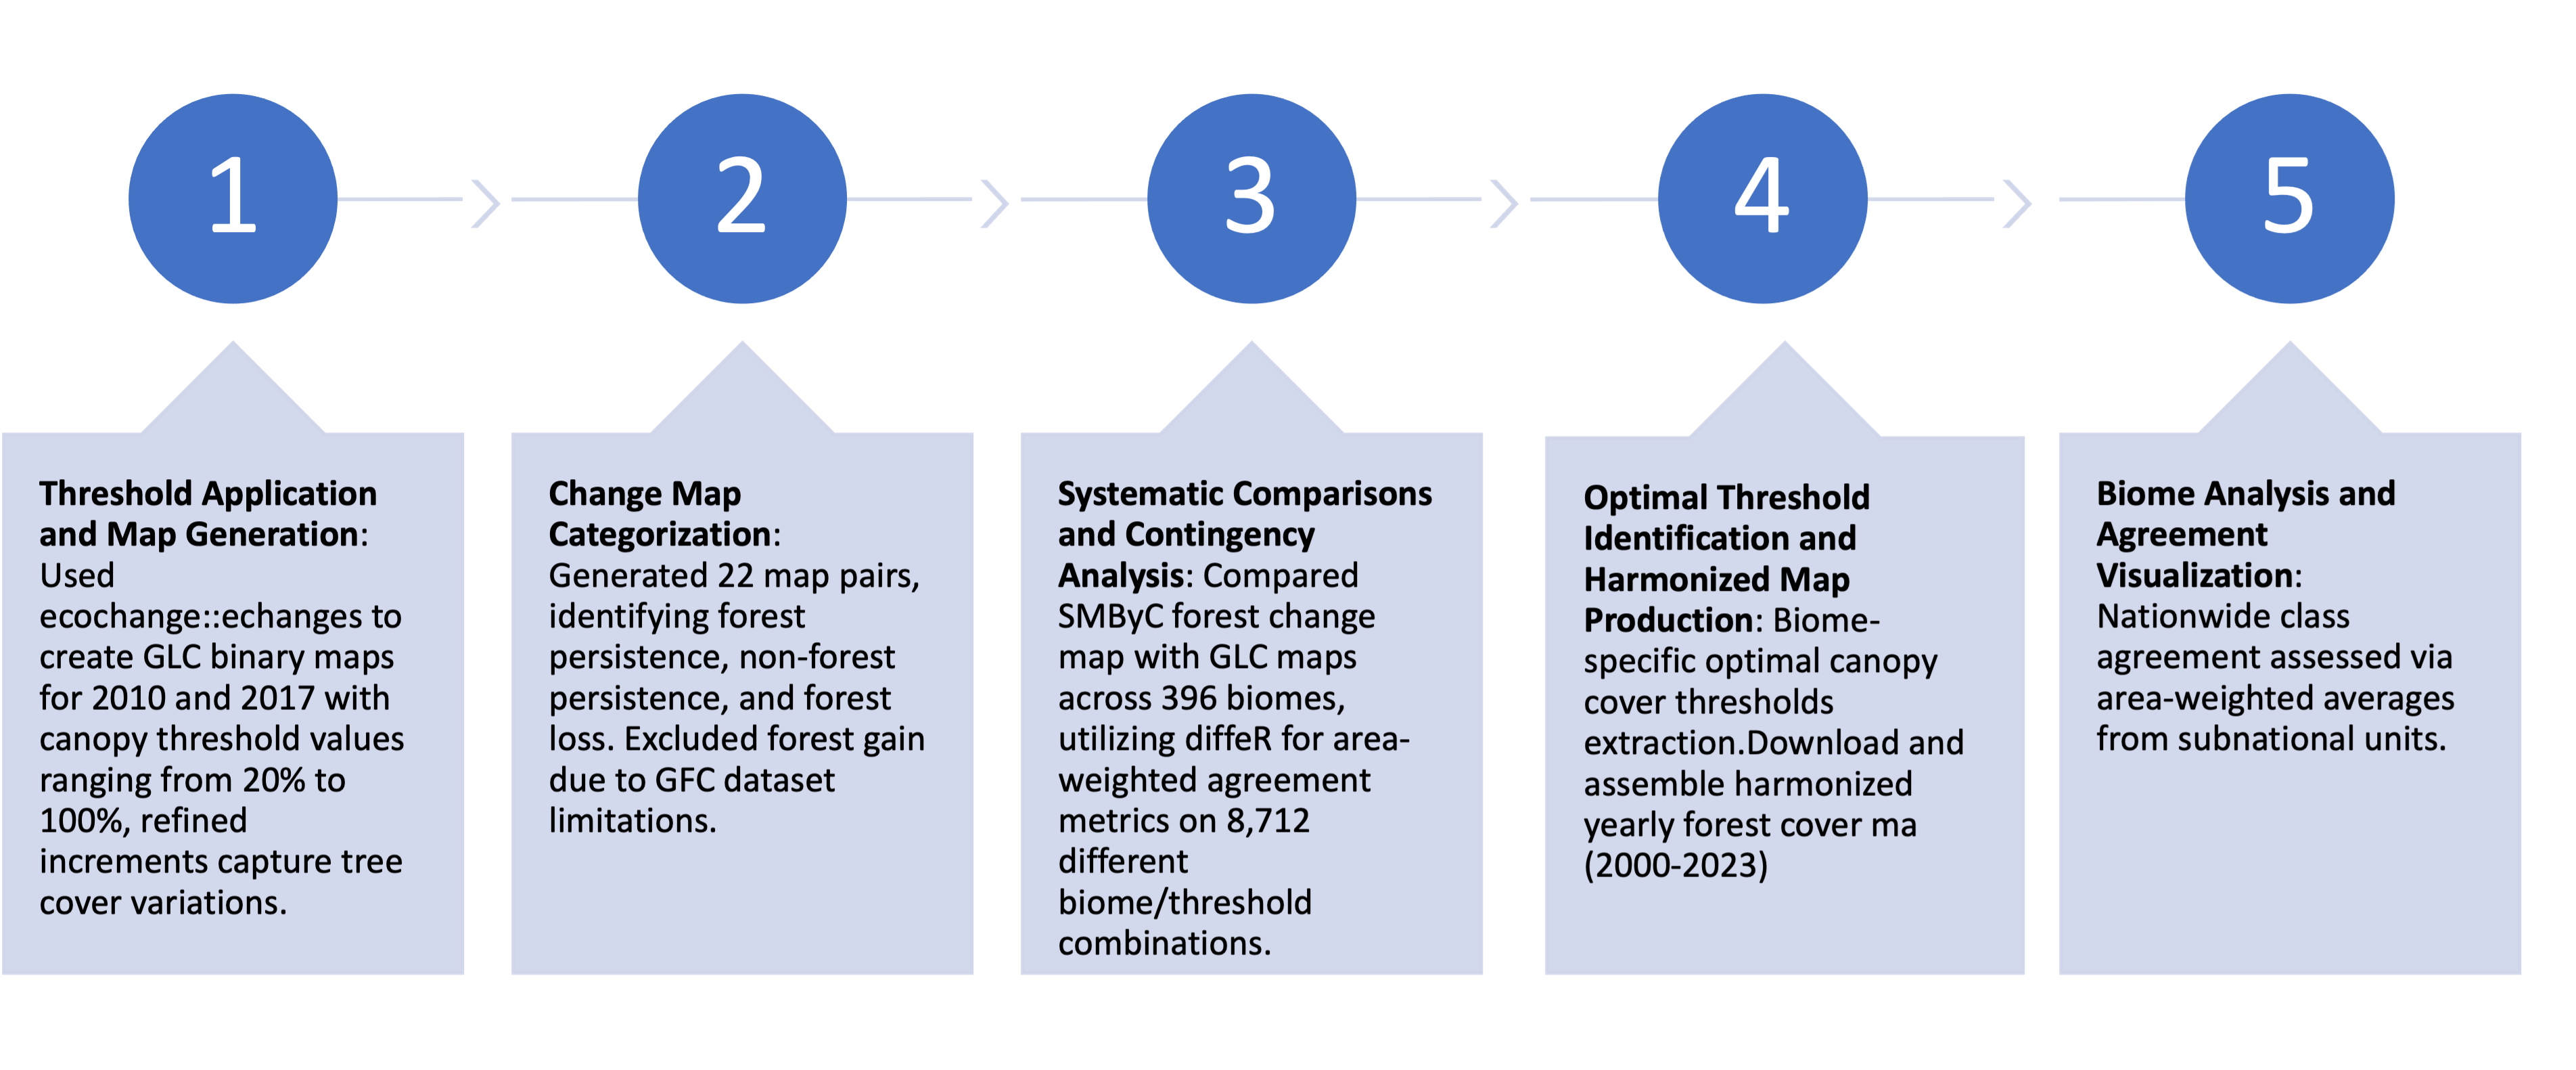 1
2
3
4
5
Threshold Application
and Map Generation:
Used
ecochange::echanges to
create GLC binary maps
for 2010 and 2017 with
canopy threshold values
ranging from 20% to
100%, refined
increments capture tree
cover variations.
Change Map
Categorization:
Generated 22 map pairs,
identifying forest
persistence, non-forest
persistence, and forest
loss. Excluded forest gain
due to GFC dataset
limitations.
Systematic Comparisons
and Contingency
Analysis: Compared
SMByC forest change
map with GLC maps
across 396 biomes,
utilizing diffeR for area-
weighted agreement
metrics on 8,712
different
biome/threshold
combinations.
Optimal Threshold
Identification and
Harmonized Map
Production: Biome-
specific optimal canopy
cover thresholds
extraction.Download and
assemble harmonized
yearly forest cover ma
(2000-2023)
Biome Analysis and
Agreement
Visualization:
Nationwide class
agreement assessed via
area-weighted averages
from subnational units.